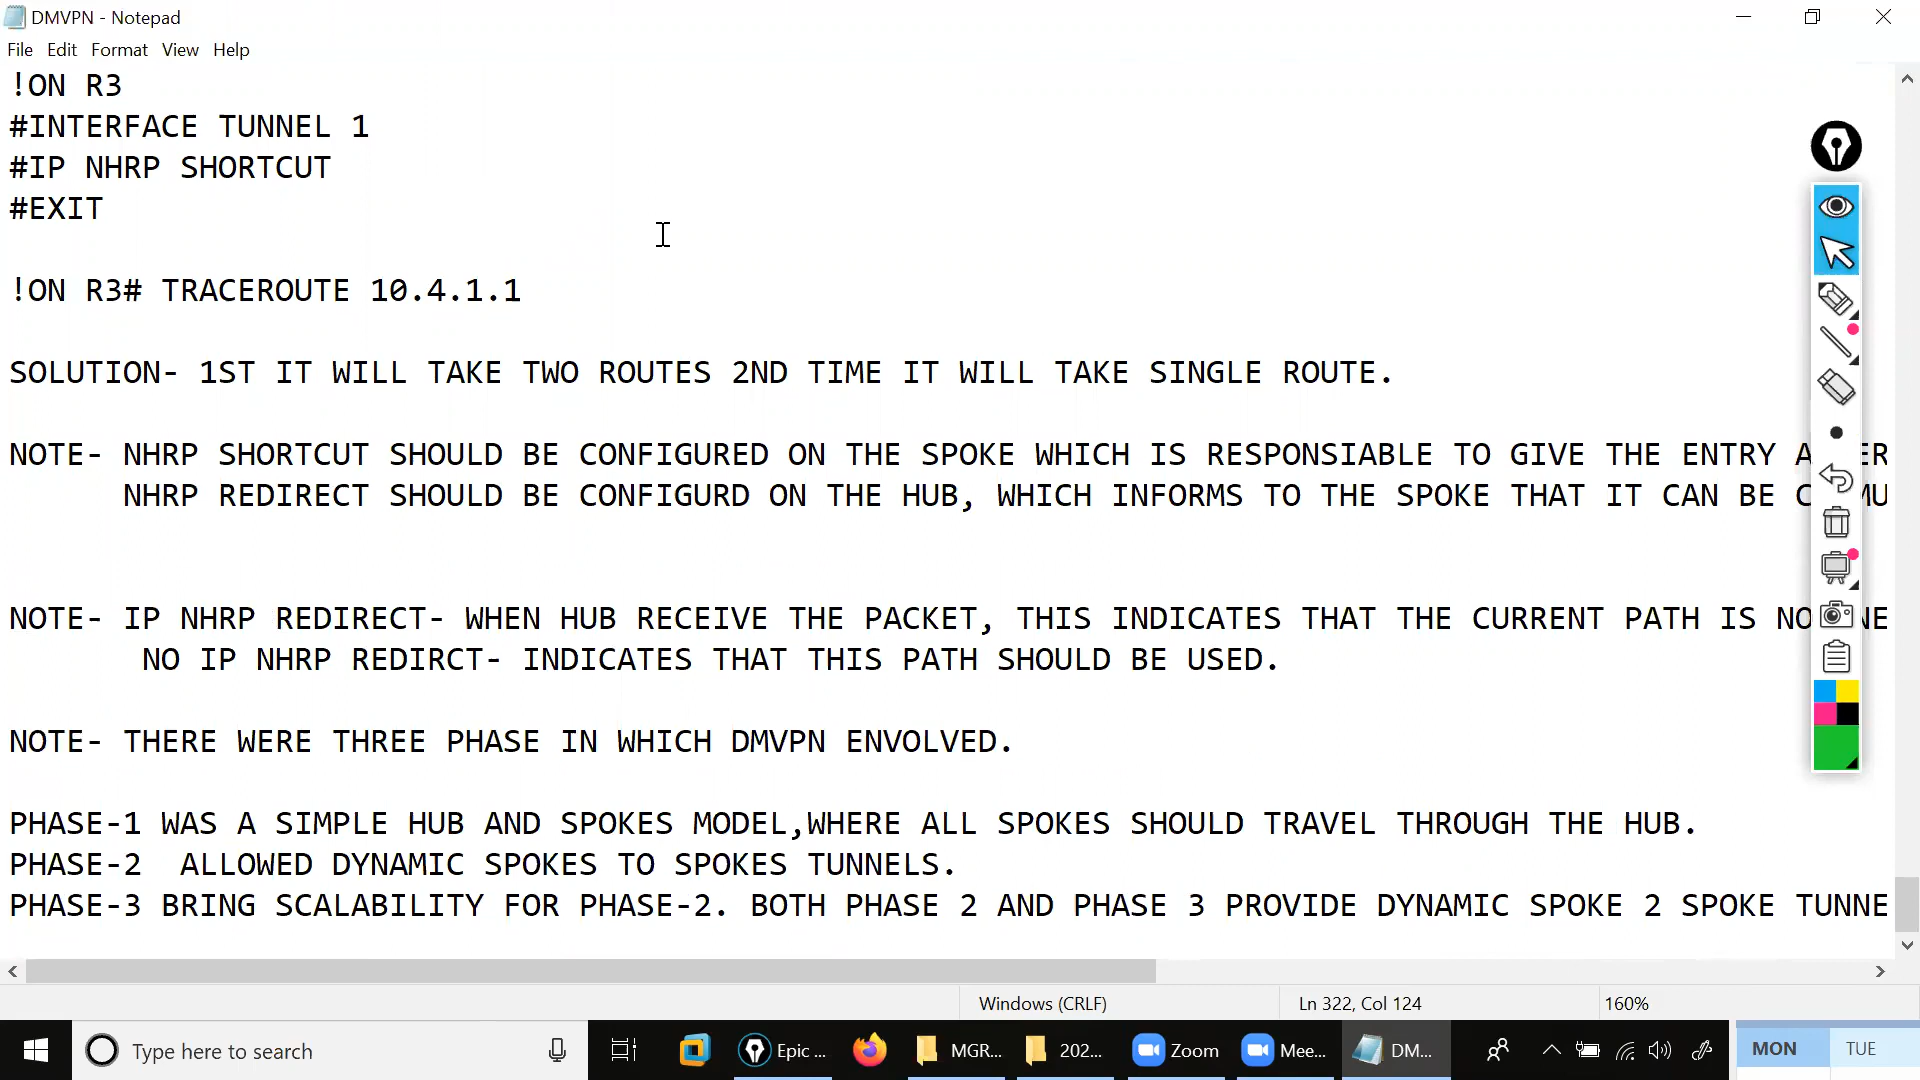 DMVPN - Notepad
File Edit Format View Help
!ON R3
#INTERFACE TUNNEL 1
#IP NHRP SHORTCUT
#EXIT
!ON R3# TRACEROUTE 10.4.1.1
SOLUTION- 1ST IT WILL TAKE TWO ROUTES 2ND TIME IT WILL TAKE SINGLE ROUTE.
NOTE- NHRP SHORTCUT SHOULD BE CONFIGURED ON THE SPOKE WHICH IS RESPONSIABLE TO GIVE THE ENTRY
NHRP REDIRECT SHOULD BE CONFIGURD ON THE HUB, WHICH INFORMS TO THE SPOKE THAT IT CAN BE
NOTE- IP NHRP REDIRECT- WHEN HUB RECEIVE THE PACKET, THIS INDICATES THAT THE CURRENT PATH IS
NO IP NHRP REDIRCT- INDICATES THAT THIS PATH SHOULD BE USED.
NOTE- THERE WERE THREE PHASE IN WHICH DMVPN ENVOLVED.
PHASE-1 WAS A SIMPLE HUB AND SPOKES MODEL,WHERE ALL SPOKES SHOULD TRAVEL THROUGH THE HUB.
PHASE-2 ALLOWED DYNAMIC SPOKES TO SPOKES TUNNELS.
PHASE-3 BRING SCALABILITY FOR PHASE-2. BOTH PHASE 2 AND PHASE 3 PROVIDE DYNAMIC SPOKE 2 SPOKE TUNNE
Windows (CRLF) Ln 322, Col 124 160%
Type here to search Epic ... MGR... 202... Zoom Mee... DM... MON TUE